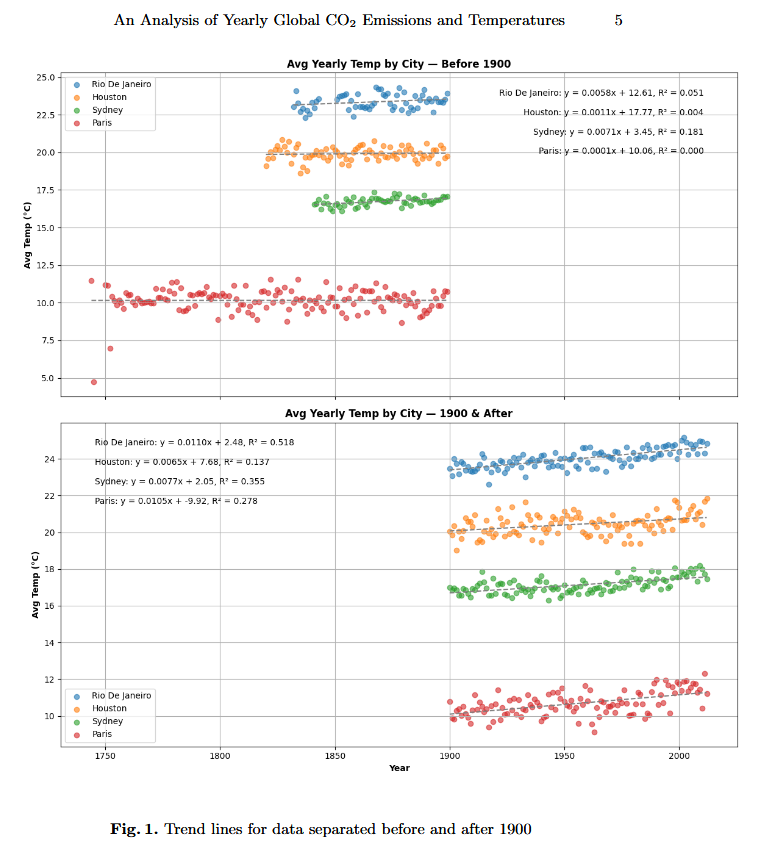 An Analysis of Yearly Global CO₂ Emissions and Temperatures 5
Avg Yearly Temp by City — Before 1900
25.0
22.5
20.0
17.5
15.0
12.5
10.0
7.5
5.0
Avg Temp (°C)
Rio De Janeiro
Houston
Sydney
Paris
Rio De Janeiro: y = 0.0058x + 12.61, R² = 0.051
Houston: y = 0.0011x + 17.77, R² = 0.004
Sydney: y = 0.0071x + 3.45, R² = 0.181
Paris: y = 0.0001x + 10.06, R² = 0.000
Avg Yearly Temp by City — 1900 & After
Rio De Janeiro: y = 0.0110x + 2.48, R² = 0.518
Houston: y = 0.0065x + 7.68, R² = 0.137
Sydney: y = 0.0077x + 2.05, R² = 0.355
Paris: y = 0.0105x + -9.92, R² = 0.278
24
22
20
18
16
14
12
10
Avg Temp (°C)
Rio De Janeiro
Houston
Sydney
Paris
1750 1800 1850 1900 1950 2000
Year
Fig. 1. Trend lines for data separated before and after 1900